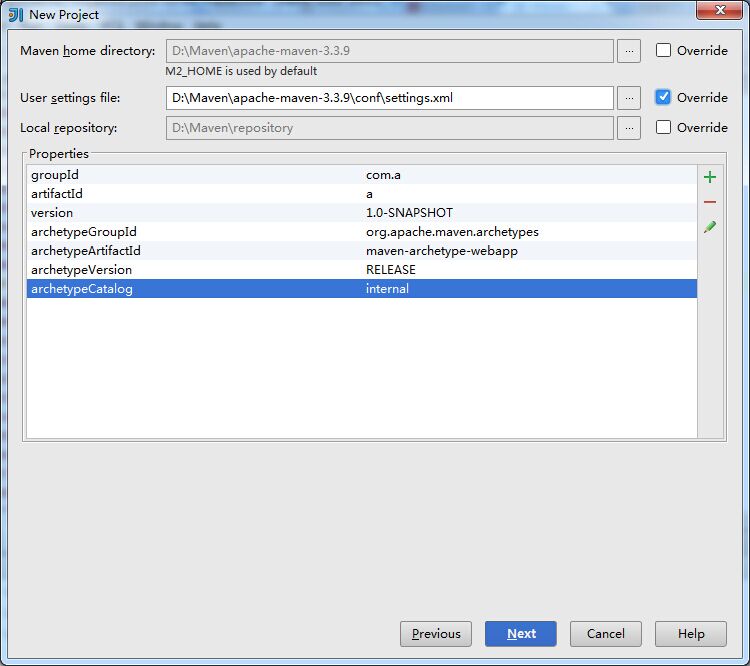 New Project
Maven home directory: D:\Maven\apache-maven-3.3.9 ... Override
M2_HOME is used by default
User settings file: D:\Maven\apache-maven-3.3.9\conf\settings.xml ... Override
Local repository: D:\Maven\repository ... Override
Properties
groupId com.a
artifactId a
version 1.0-SNAPSHOT
archetypeGroupId org.apache.maven.archetypes
archetypeArtifactId maven-archetype-webapp
archetypeVersion RELEASE
archetypeCatalog internal
Previous Next Cancel Help